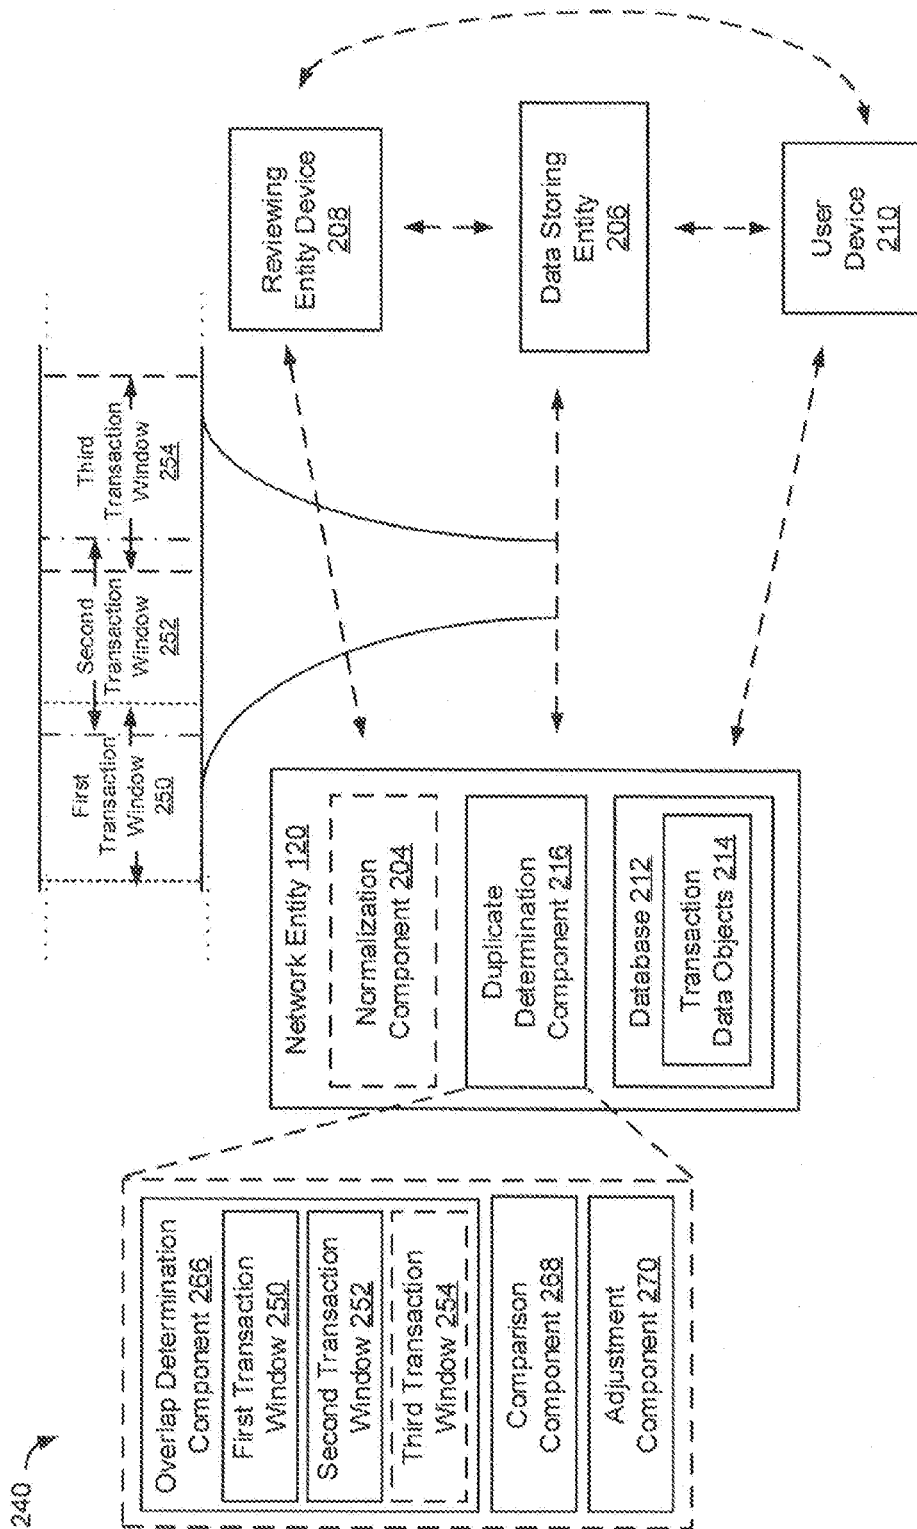 240
First
Transaction
Window
250
Second
Transaction
Window
252
Third
Transaction
Window
254
Overlap Determination
Component 266
First Transaction
Window 250
Second Transaction
Window 252
Third Transaction
Window 254
Comparison
Component 268
Adjustment
Component 270
Network Entity 120
Normalization
Component 204
Duplicate
Determination
Component 216
Database 212
Transaction
Data Objects 214
Reviewing
Entity Device
208
Data Storing
Entity
206
User
Device
210